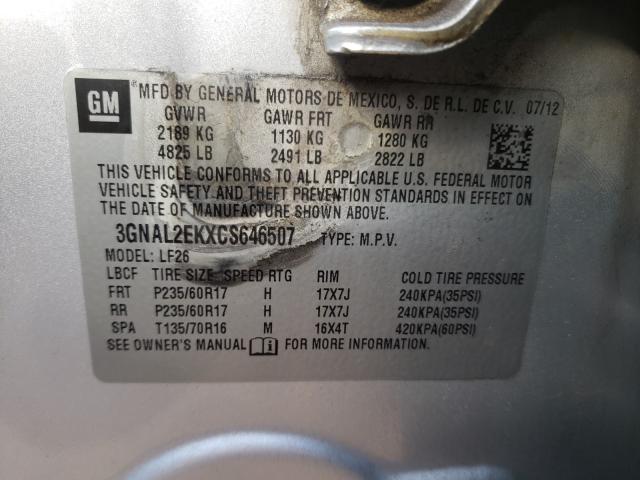 GM
® MFD BY GENERAL MOTORS DE MEXICO, S. DE R.L. DE C.V. 07/12
GVWR GAWR FRT GAWR RR
2189 KG 1130 KG 1280 KG
4825 LB 2491 LB 2822 LB
THIS VEHICLE CONFORMS TO ALL APPLICABLE U.S. FEDERAL MOTOR
VEHICLE SAFETY AND THEFT PREVENTION STANDARDS IN EFFECT ON
THE DATE OF MANUFACTURE SHOWN ABOVE.
3GNAL2EKXCS646507 TYPE: M.P.V.
MODEL: LF26
LBCF TIRE SIZE SPEED RTG RIM COLD TIRE PRESSURE
FRT P235/60R17 H 17X7J 240KPA(35PSI)
RR P235/60R17 H 17X7J 240KPA(35PSI)
SPA T135/70R16 M 16X4T 420KPA(60PSI)
SEE OWNER'S MANUAL FOR MORE INFORMATION.